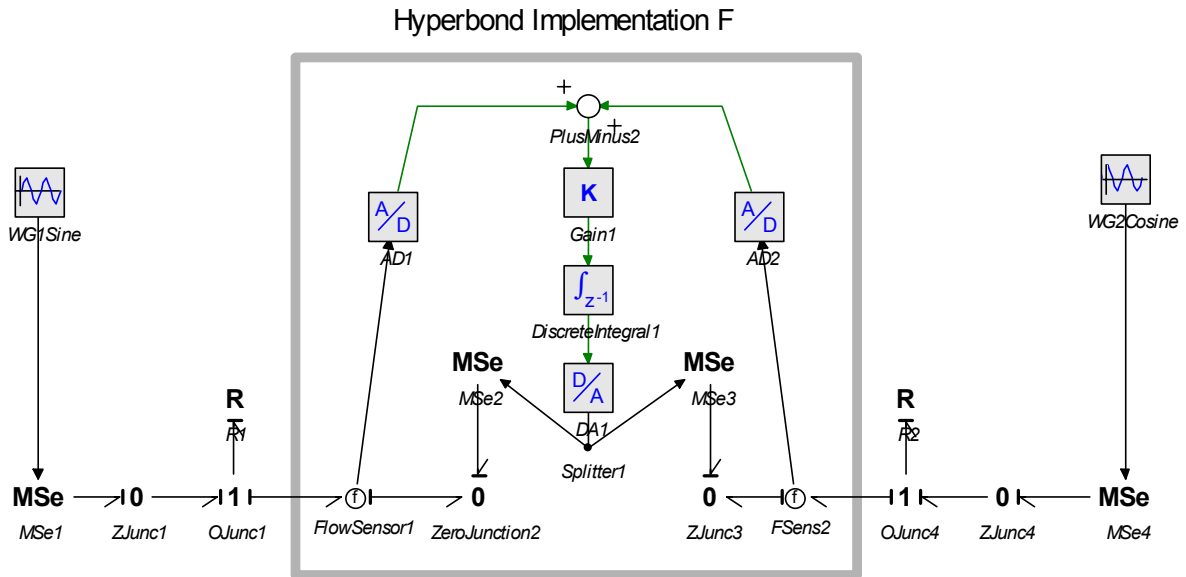 Hyperbond Implementation F
+
+
PlusMinus2
WG1Sine
A/D
AD1
K
Gain1
A/D
AD2
WG2Cosine
∫z-1
DiscreteIntegral1
MSe
MSe2
D/A
DA1
MSe
MSe3
Splitter1
R
R1
R
R2
MSe
MSe1
0
ZJunc1
1
OJunc1
f
FlowSensor1
0
ZeroJunction2
0
ZJunc3
f
FSens2
1
OJunc4
0
ZJunc4
MSe
MSe4